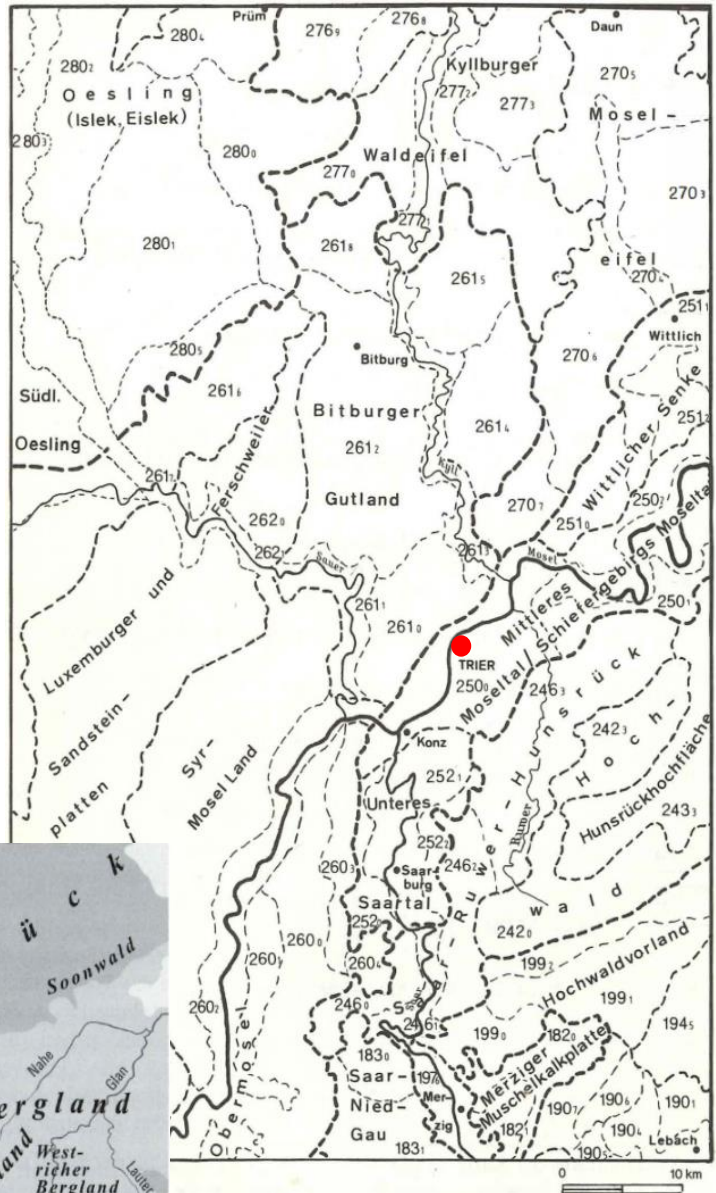 Prüm
276₈
Daun
280₄
276₉
Kyllburger
270₅
280₂
277₂
Oesling
(Islek, Eislek)
277₃
Mosel-
280₃
280₀
Waldeifel
277₀
270₃
277₁
280₁
261₈
261₅
eifel
270₄
251₁
Wittlich
280₅
Bitburg
270₆
261₆
Südl.
Oesling
Bitburger
261₂
Gutland
Ferschweiler
261₄
Wittlicher Senke
251₂
Kyll
261₇
262₀
262₁
270₇
251₀
250₂
Sauer
261₃
Mosel
261₁
261₀
Mittleres
Moseltal / Schiefergebirgs Moseltal
250₁
Luxemburger und
Sandstein-
platten
TRIER
250₀
246₃
Syr-
Mosel Land
Konz
252₁
Hunsrück
242₃
Hoch-
Hunsrückhochfläche
243₃
Unteres
252₂
246₂
Ruwer
260₃
Saar-
burg
Saartal
Saar-Ruwer-
wald
242₀
252₀
260₀
260₁
260₄
199₂
Hochwaldvorland
260₂
246₀
246₁
199₁
199₀
182₀
194₅
183₀
Obermosel
Saar-
Nied-
Gau
197₀
Mer-
zig
Merziger
Muschelkalkplatte
183₁
182₁
190₇
190₆
190₁
190₄
190₅
Lebach
0 10 km
ü c k
Soonwald
Nahe
Glan
ergland
land
West-
richer
Bergland
Lauter